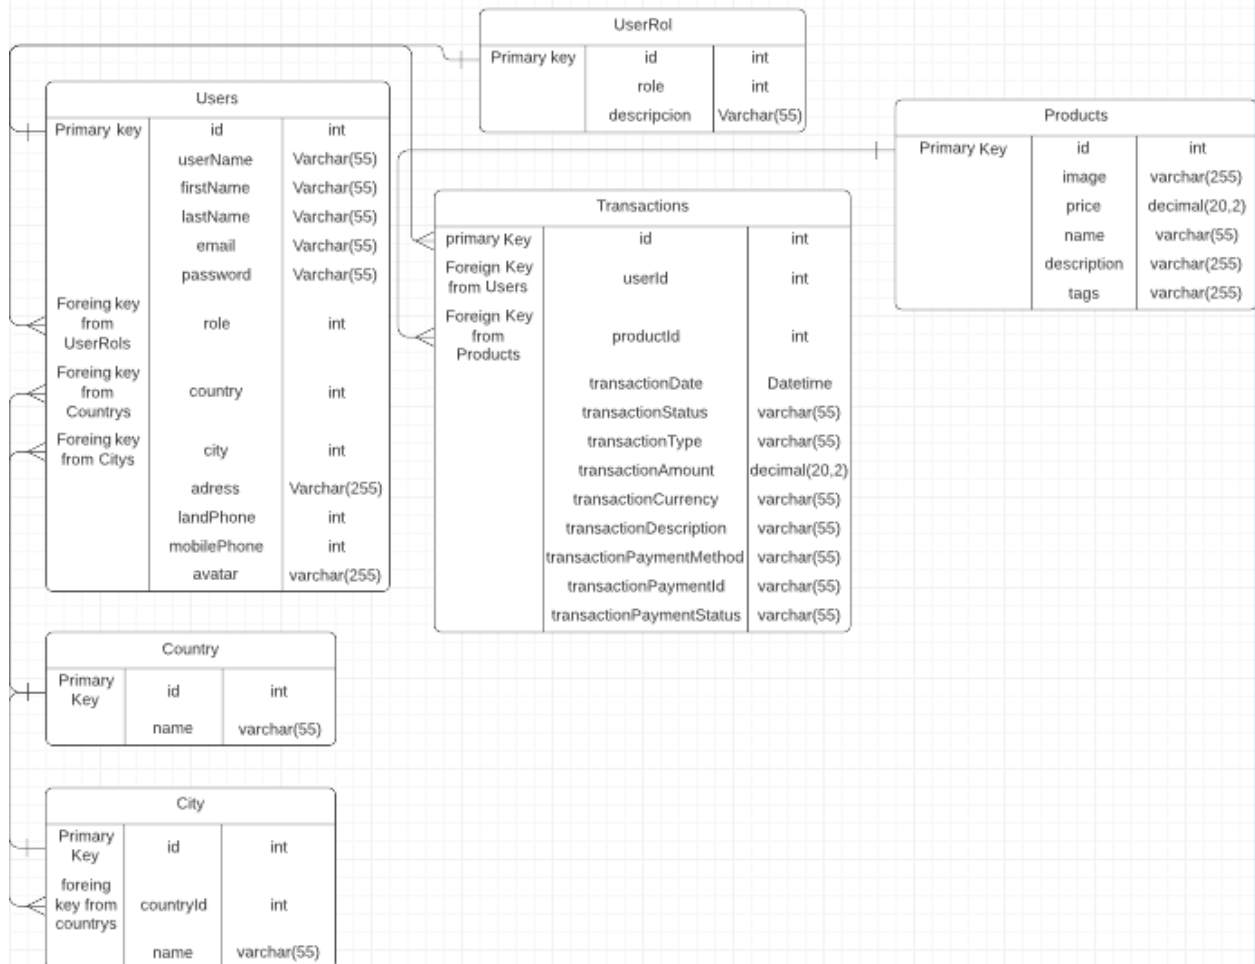 UserRol
Primary key id int
role int
descripcion Varchar(55)
Users
Primary key id int
userName Varchar(55)
firstName Varchar(55)
lastName Varchar(55)
email Varchar(55)
password Varchar(55)
Foreing key
from
UserRols
role int
Foreing key
from
Countrys
country int
Foreing key
from Citys
city int
adress Varchar(255)
landPhone int
mobilePhone int
avatar varchar(255)
Products
Primary Key id int
image varchar(255)
price decimal(20,2)
name varchar(55)
description varchar(255)
tags varchar(255)
Transactions
primary Key id int
Foreign Key
from Users
userId int
Foreign Key
from
Products
productId int
transactionDate Datetime
transactionStatus varchar(55)
transactionType varchar(55)
transactionAmount decimal(20,2)
transactionCurrency varchar(55)
transactionDescription varchar(55)
transactionPaymentMethod varchar(55)
transactionPaymentId varchar(55)
transactionPaymentStatus varchar(55)
Country
Primary
Key
id int
name varchar(55)
City
Primary
Key
id int
foreing
key from
countrys
countryId int
name varchar(55)